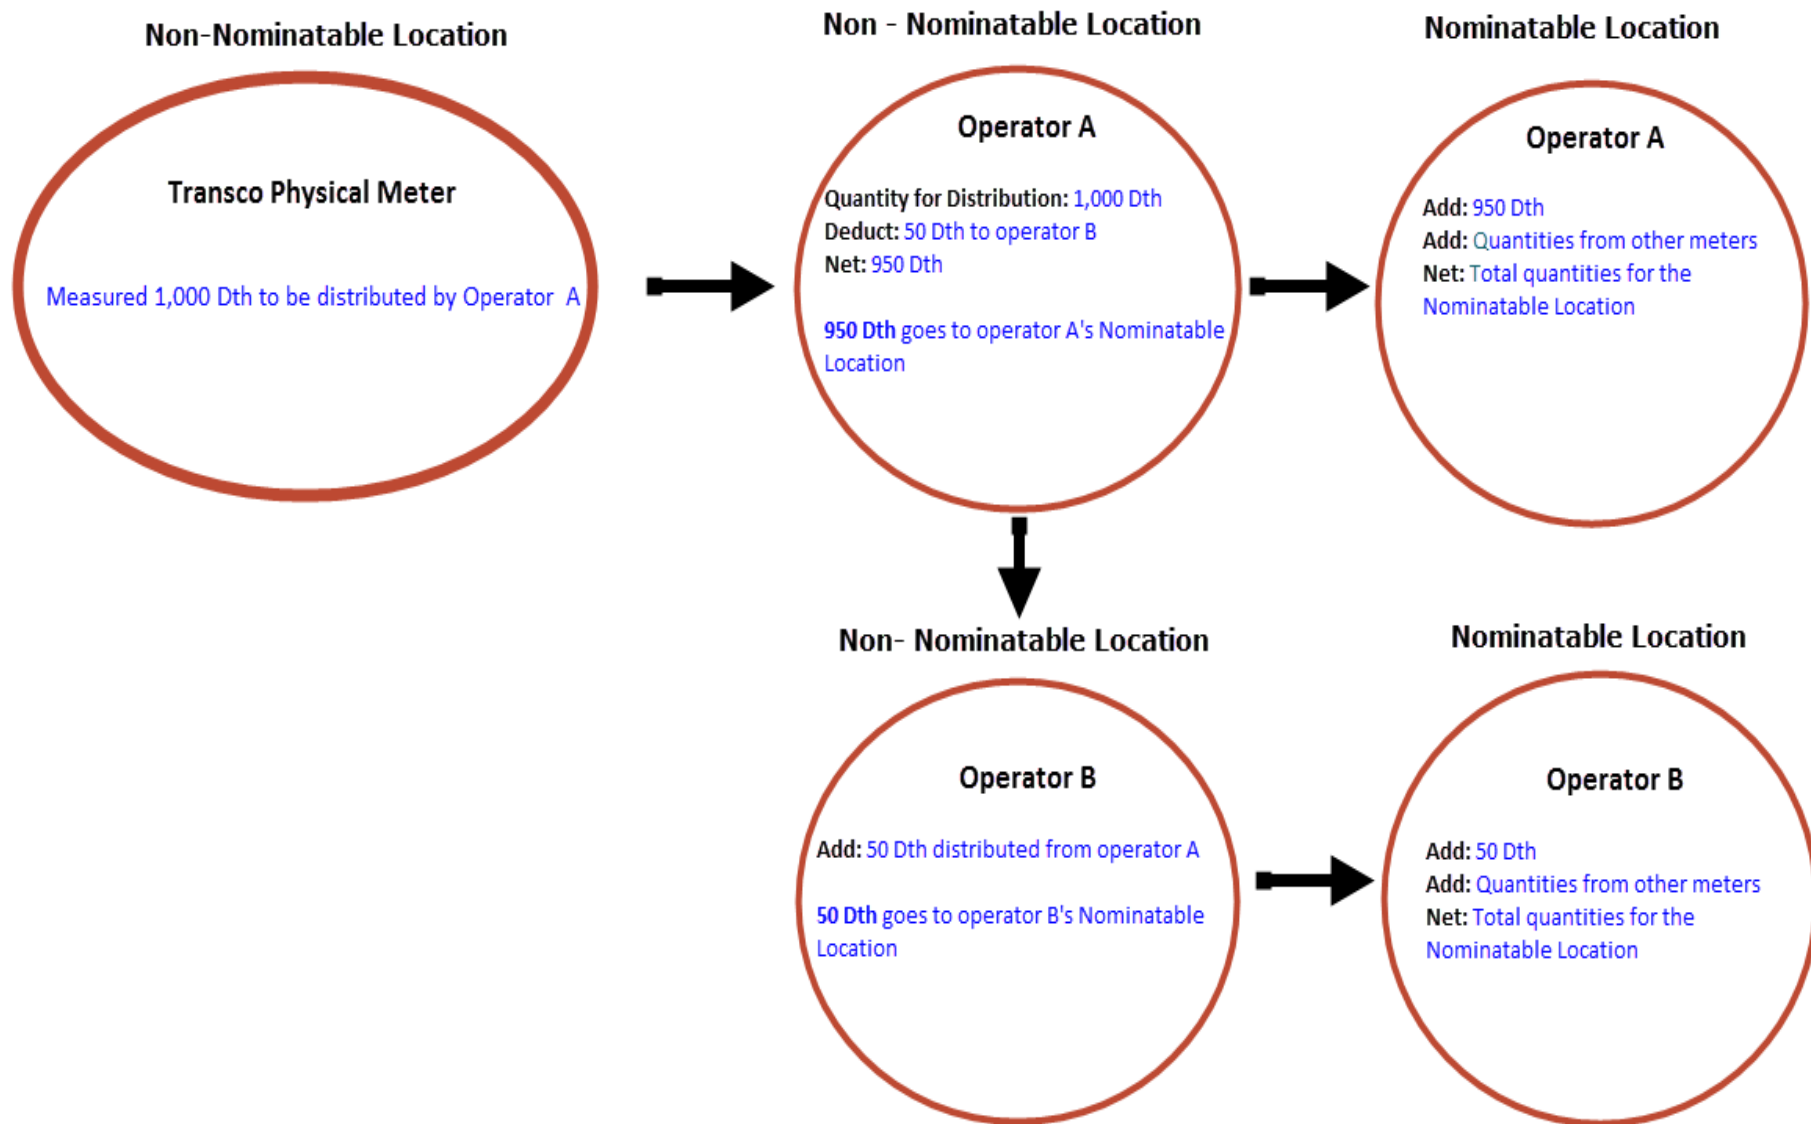 Non-Nominatable Location
Transco Physical Meter
Measured 1,000 Dth to be distributed by Operator A
Non - Nominatable Location
Operator A
Quantity for Distribution: 1,000 Dth
Deduct: 50 Dth to operator B
Net: 950 Dth
950 Dth goes to operator A's Nominatable
Location
Nominatable Location
Operator A
Add: 950 Dth
Add: Quantities from other meters
Net: Total quantities for the
Nominatable Location
Non- Nominatable Location
Operator B
Add: 50 Dth distributed from operator A
50 Dth goes to operator B's Nominatable
Location
Nominatable Location
Operator B
Add: 50 Dth
Add: Quantities from other meters
Net: Total quantities for the
Nominatable Location